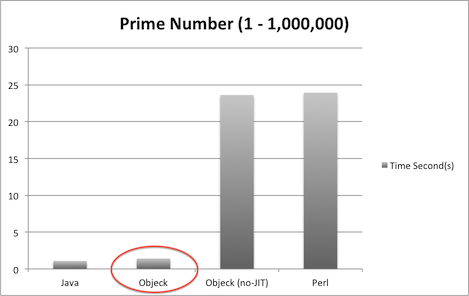 Prime Number (1 - 1,000,000)
30
25
20
15
10
5
0
Java Objeck Objeck (no-JIT) Perl
Time Second(s)